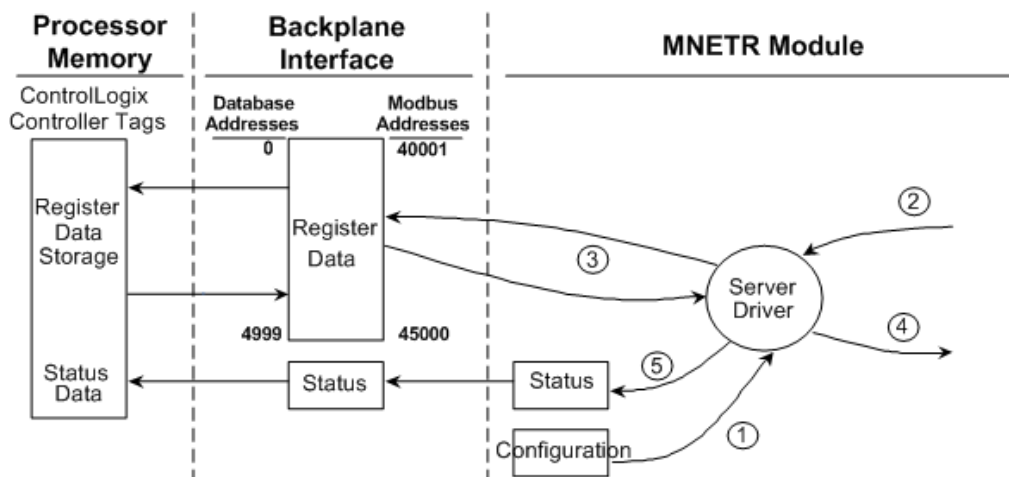 Processor
Memory
Backplane
Interface
MNETR Module
ControlLogix
Controller Tags
Database
Addresses
Modbus
Addresses
0
40001
Register
Data
Storage
Register
Data
2
3
Server
Driver
4999
45000
4
Status
Data
Status
Status
5
Configuration
1